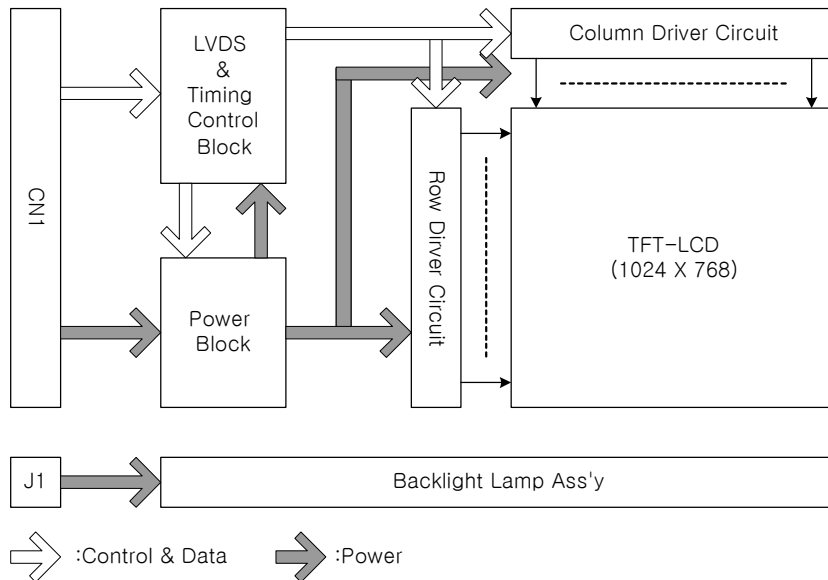 LVDS
&
Timing
Control
Block
Column Driver Circuit
CN1
Row Dirver Circuit
TFT-LCD
(1024 X 768)
Power
Block
J1
Backlight Lamp Ass'y
:Control & Data
:Power